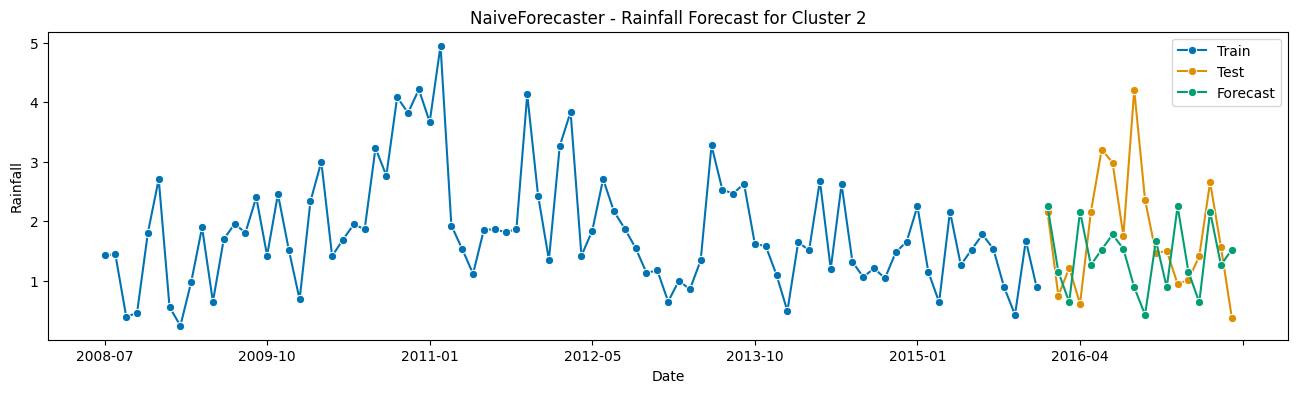 NaiveForecaster - Rainfall Forecast for Cluster 2
Train
Test
Forecast
Rainfall
5
4
3
2
1
2008-07
2009-10
2011-01
2012-05
2013-10
2015-01
2016-04
Date